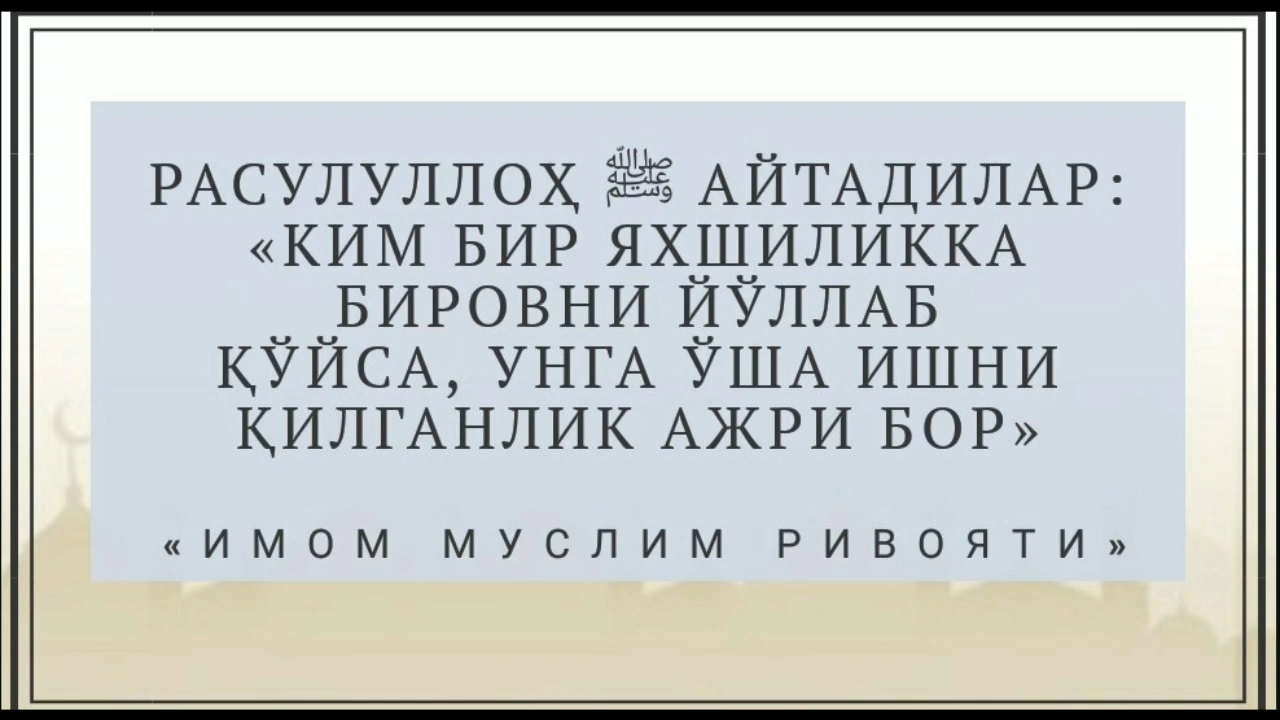 РАСУЛУЛЛОҲ ﷺ АЙТАДИЛАР:
«КИМ БИР ЯХШИЛИККА
БИРОВНИ ЙЎЛЛАБ
ҚЎЙСА, УНГА ЎША ИШНИ
ҚИЛГАНЛИК АЖРИ БОР»
«ИМОМ МУСЛИМ РИВОЯТИ»